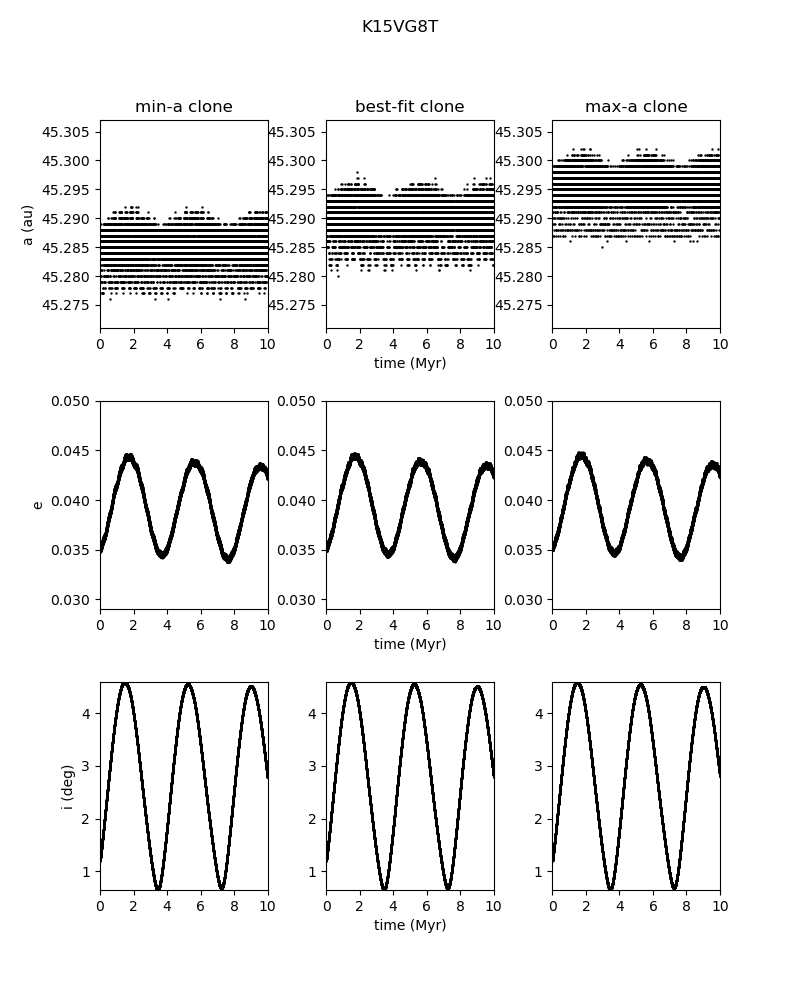 K15VG8T
min-a clone best-fit clone max-a clone
45.305 45.305 45.305
45.300 45.300 45.300
45.295 45.295 45.295
45.290 45.290 45.290
45.285 45.285 45.285
45.280 45.280 45.280
45.275 45.275 45.275
a (au)
0 2 4 6 8 10 0 2 4 6 8 10 0 2 4 6 8 10
time (Myr)
0.050 0.050 0.050
0.045 0.045 0.045
0.040 0.040 0.040
0.035 0.035 0.035
0.030 0.030 0.030
e
0 2 4 6 8 10 0 2 4 6 8 10 0 2 4 6 8 10
time (Myr)
4 4 4
3 3 3
2 2 2
1 1 1
i (deg)
0 2 4 6 8 10 0 2 4 6 8 10 0 2 4 6 8 10
time (Myr)